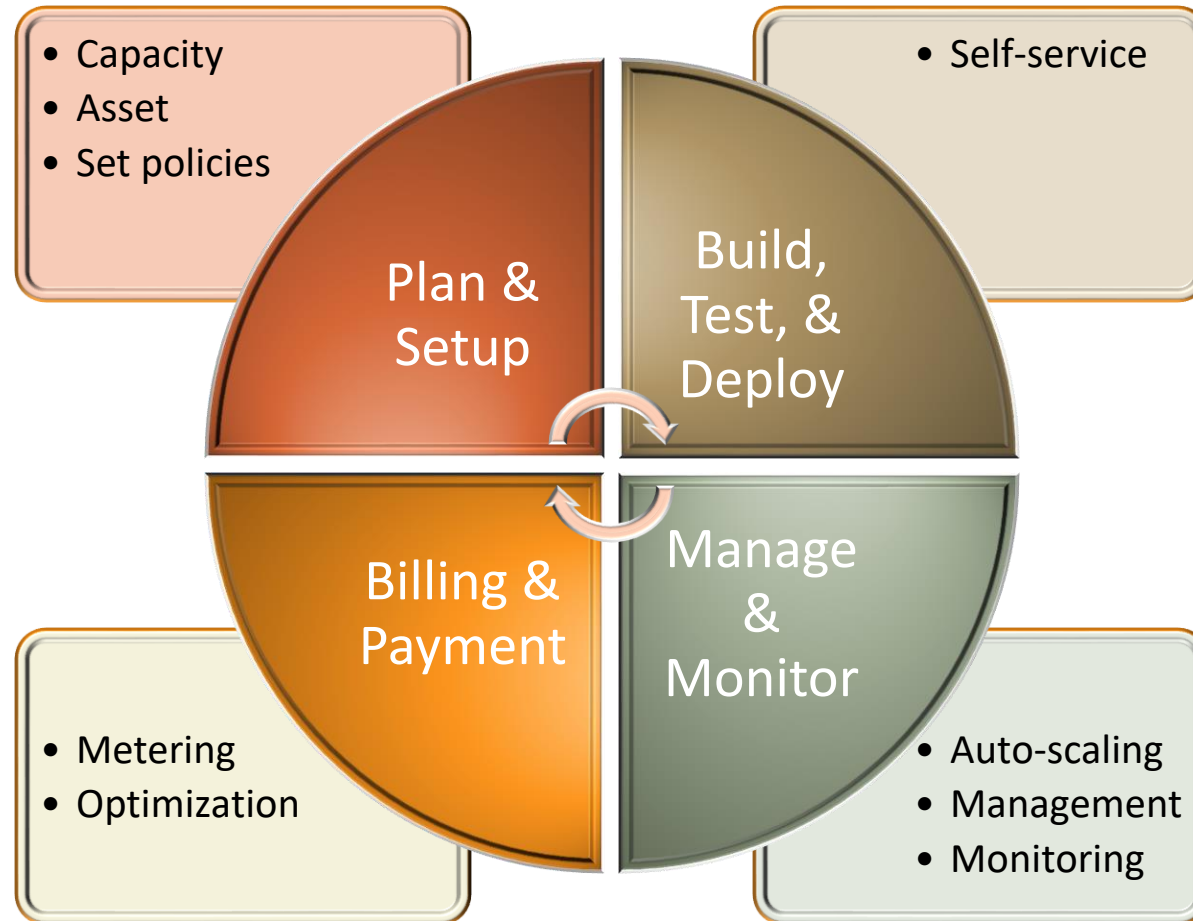 • Capacity
• Asset
• Set policies
• Self-service
Plan &
Setup
Build,
Test, &
Deploy
Billing &
Payment
Manage
&
Monitor
• Metering
• Optimization
• Auto-scaling
• Management
• Monitoring